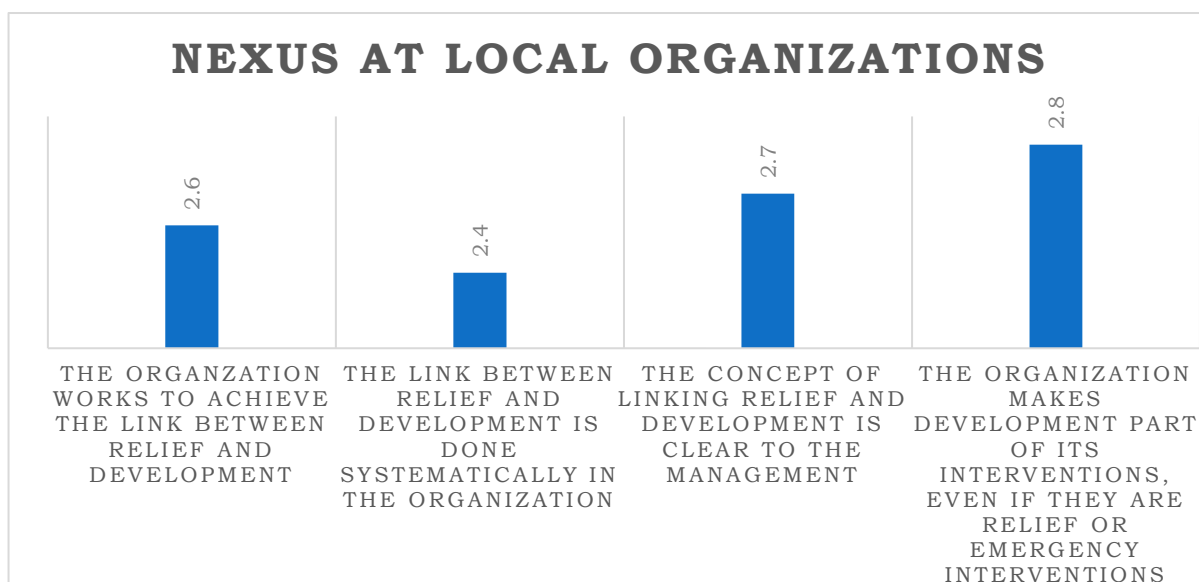 NEXUS AT LOCAL ORGANIZATIONS
2.6
2.4
2.7
2.8
THE ORGANZATION
WORKS TO ACHIEVE
THE LINK BETWEEN
RELIEF AND
DEVELOPMENT
THE LINK BETWEEN
RELIEF AND
DEVELOPMENT IS
DONE
SYSTEMATICALLY IN
THE ORGANIZATION
THE CONCEPT OF
LINKING RELIEF AND
DEVELOPMENT IS
CLEAR TO THE
MANAGEMENT
THE ORGANIZATION
MAKES
DEVELOPMENT PART
OF ITS
INTERVENTIONS,
EVEN IF THEY ARE
RELIEF OR
EMERGENCY
INTERVENTIONS